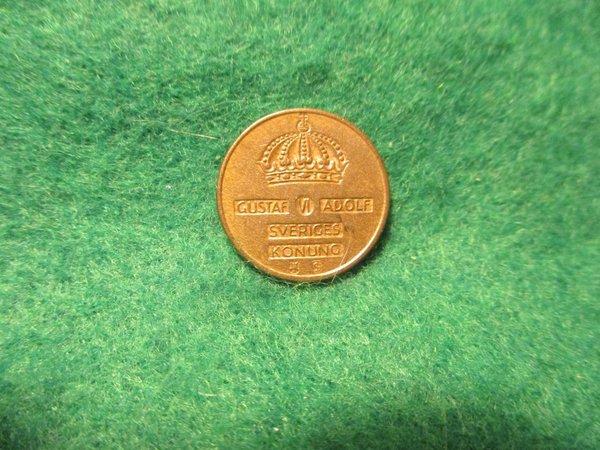 GUSTAF VI ADOLF
SVERIGES
KONUNG